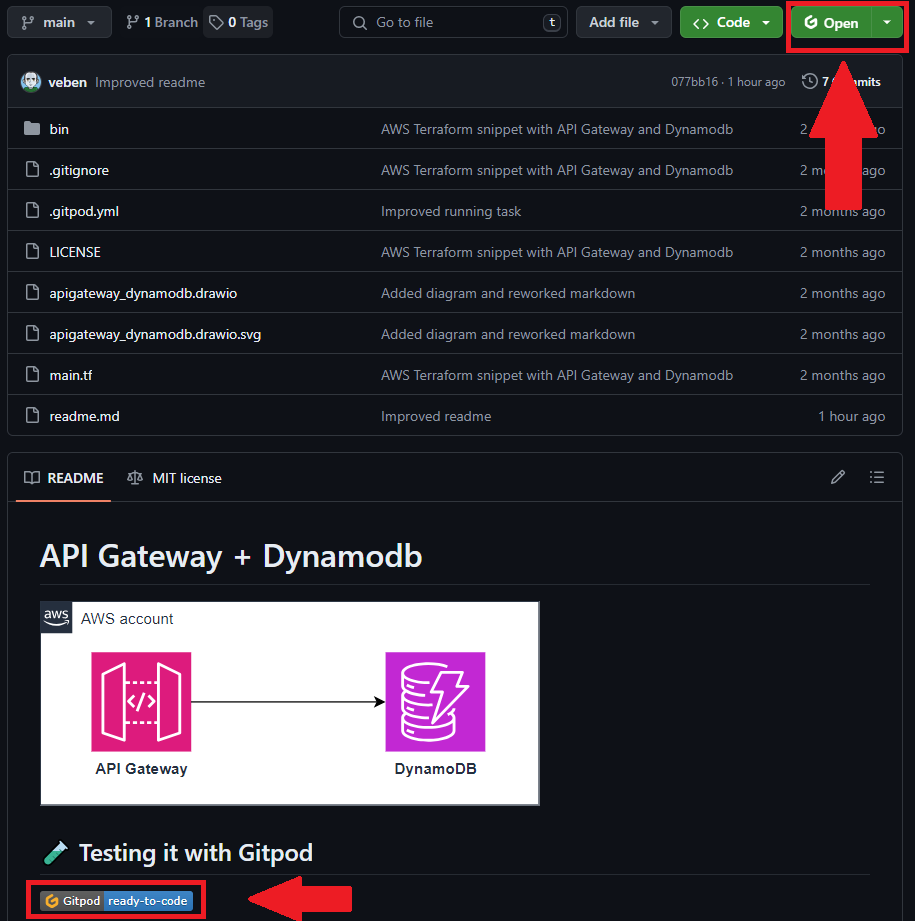 main 1 Branch 0 Tags Go to file t Add file Code Open
veben Improved readme 077bb16 · 1 hour ago 7
bin AWS Terraform snippet with API Gateway and Dynamodb 2
.gitignore AWS Terraform snippet with API Gateway and Dynamodb 2 ago
.gitpod.yml Improved running task 2 months ago
LICENSE AWS Terraform snippet with API Gateway and Dynamodb 2 months ago
apigateway_dynamodb.drawio Added diagram and reworked markdown 2 months ago
apigateway_dynamodb.drawio.svg Added diagram and reworked markdown 2 months ago
main.tf AWS Terraform snippet with API Gateway and Dynamodb 2 months ago
readme.md Improved readme 1 hour ago
README MIT license
API Gateway + Dynamodb
aws AWS account
API Gateway DynamoDB
Testing it with Gitpod
Gitpod ready-to-code